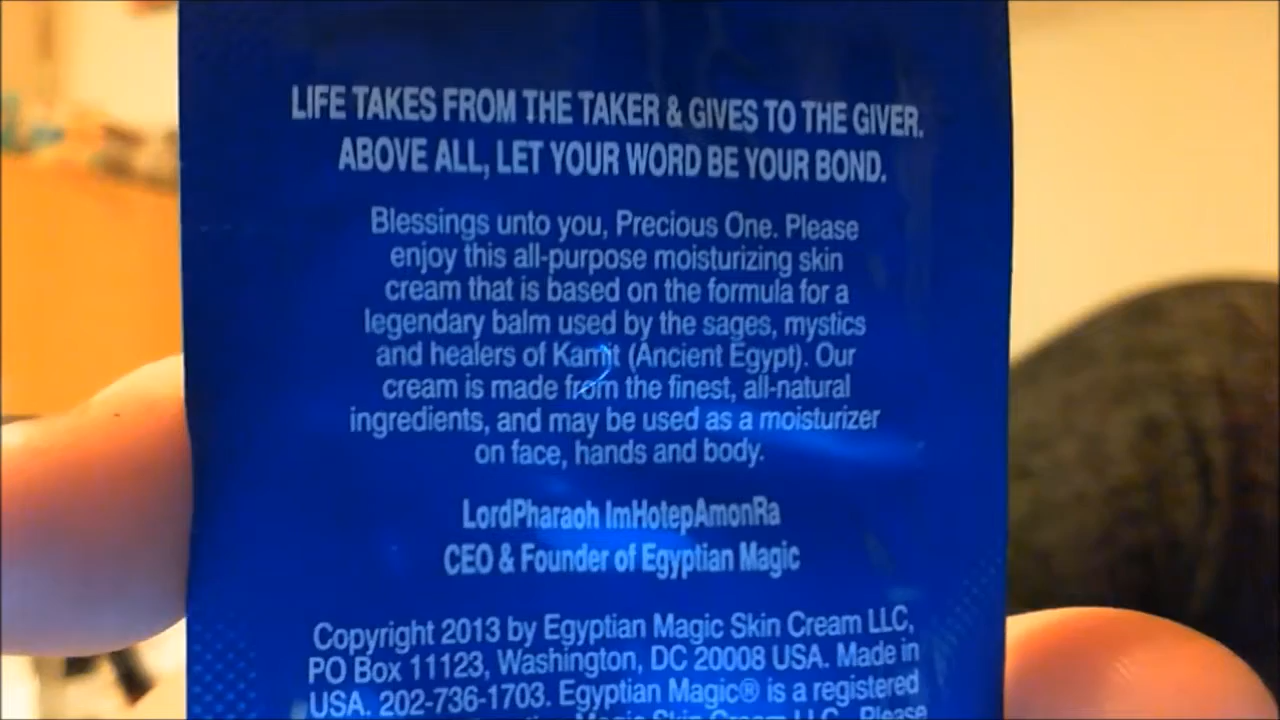 LIFE TAKES FROM THE TAKER & GIVES TO THE GIVER.
ABOVE ALL, LET YOUR WORD BE YOUR BOND.
Blessings unto you, Precious One. Please
enjoy this all-purpose moisturizing skin
cream that is based on the formula for a
legendary balm used by the sages, mystics
and healers of Kamit (Ancient Egypt). Our
cream is made from the finest, all-natural
ingredients, and may be used as a moisturizer
on face, hands and body.
LordPharaoh ImHotepAmonRa
CEO & Founder of Egyptian Magic
Copyright 2013 by Egyptian Magic Skin Cream LLC,
PO Box 11123, Washington, DC 20008 USA. Made in
USA. 202-736-1703. Egyptian Magic® is a registered
Magic Skin Cream LLC. Please